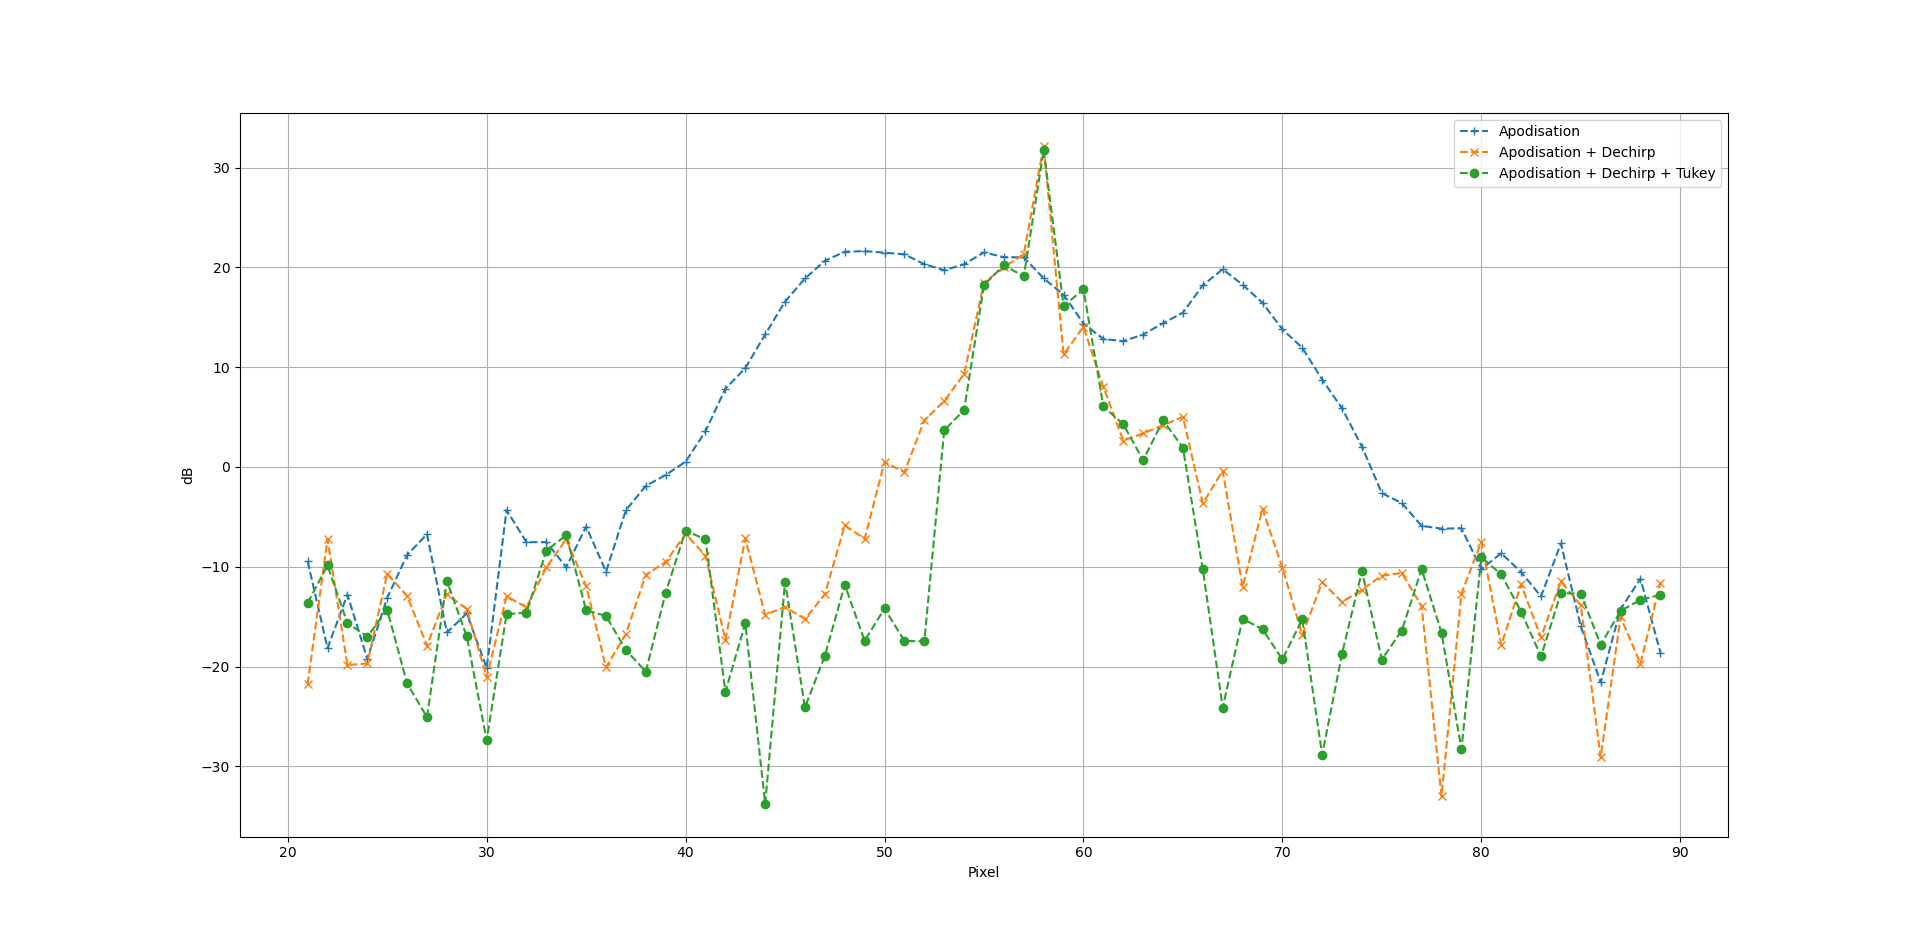 Apodisation
Apodisation + Dechirp
Apodisation + Dechirp + Tukey
30
20
10
0
−10
−20
−30
dB
20 30 40 50 60 70 80 90
Pixel